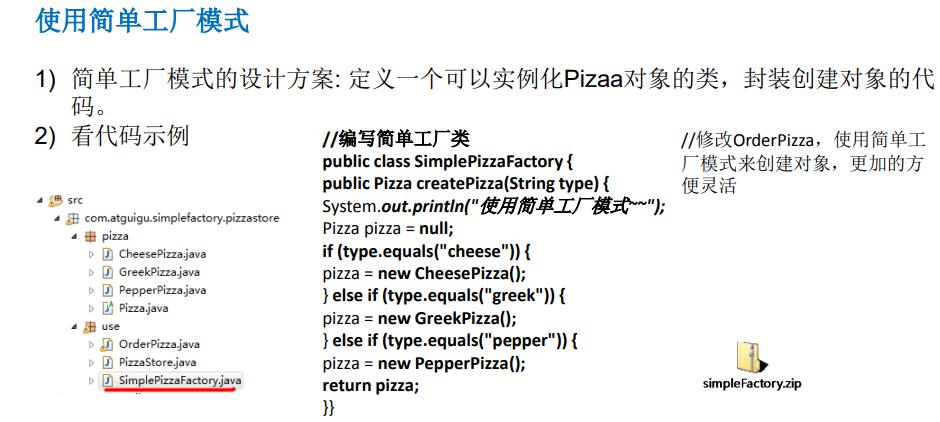 使用简单工厂模式
1) 简单工厂模式的设计方案: 定义一个可以实例化Pizaa对象的类，封装创建对象的代
码。
2) 看代码示例
src
com.atguigu.simplefactory.pizzastore
pizza
CheesePizza.java
GreekPizza.java
PepperPizza.java
Pizza.java
use
OrderPizza.java
PizzaStore.java
SimplePizzaFactory.java
//编写简单工厂类
public class SimplePizzaFactory {
public Pizza createPizza(String type) {
System.out.println("使用简单工厂模式~~");
Pizza pizza = null;
if (type.equals("cheese")) {
pizza = new CheesePizza();
} else if (type.equals("greek")) {
pizza = new GreekPizza();
} else if (type.equals("pepper")) {
pizza = new PepperPizza();
return pizza;
}}
//修改OrderPizza，使用简单工
厂模式来创建对象，更加的方
便灵活
simpleFactory.zip